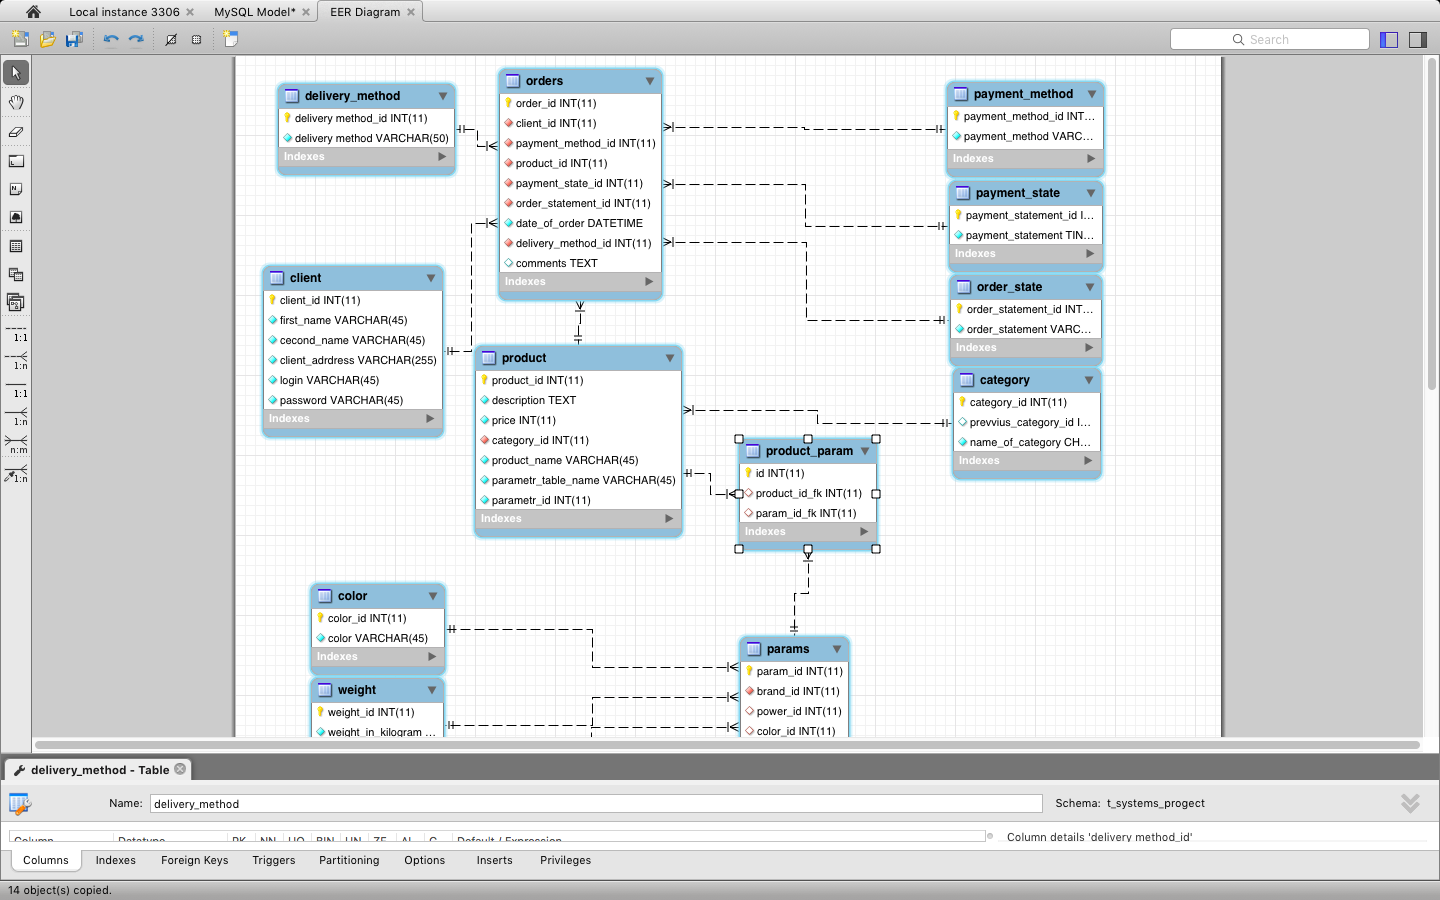 Local instance 3306
MySQL Model*
EER Diagram
Search
delivery_method
delivery method_id INT(11)
delivery method VARCHAR(50)
Indexes
orders
order_id INT(11)
client_id INT(11)
payment_method_id INT(11)
product_id INT(11)
payment_state_id INT(11)
order_statement_id INT(11)
date_of_order DATETIME
delivery_method_id INT(11)
comments TEXT
Indexes
payment_method
payment_method_id INT...
payment_method VARC...
Indexes
payment_state
payment_statement_id I...
payment_statement TIN...
Indexes
order_state
order_statement_id INT...
order_statement VARC...
Indexes
client
client_id INT(11)
first_name VARCHAR(45)
cecond_name VARCHAR(45)
client_adrdress VARCHAR(255)
login VARCHAR(45)
password VARCHAR(45)
Indexes
product
product_id INT(11)
description TEXT
price INT(11)
category_id INT(11)
product_name VARCHAR(45)
parametr_table_name VARCHAR(45)
parametr_id INT(11)
Indexes
category
category_id INT(11)
prevvius_category_id I...
name_of_category CH...
Indexes
product_param
id INT(11)
product_id_fk INT(11)
param_id_fk INT(11)
Indexes
color
color_id INT(11)
color VARCHAR(45)
Indexes
weight
weight_id INT(11)
weight_in_kilogram ...
params
param_id INT(11)
brand_id INT(11)
power_id INT(11)
color_id INT(11)
1:1
1:n
1:1
1:n
n:m
1:n
delivery_method - Table
Name: delivery_method
Schema: t_systems_progect
Column Datatype PK NN UQ BIN UN ZF AI G Default / Expression
Column details 'delivery method_id'
Columns Indexes Foreign Keys Triggers Partitioning Options Inserts Privileges
14 object(s) copied.